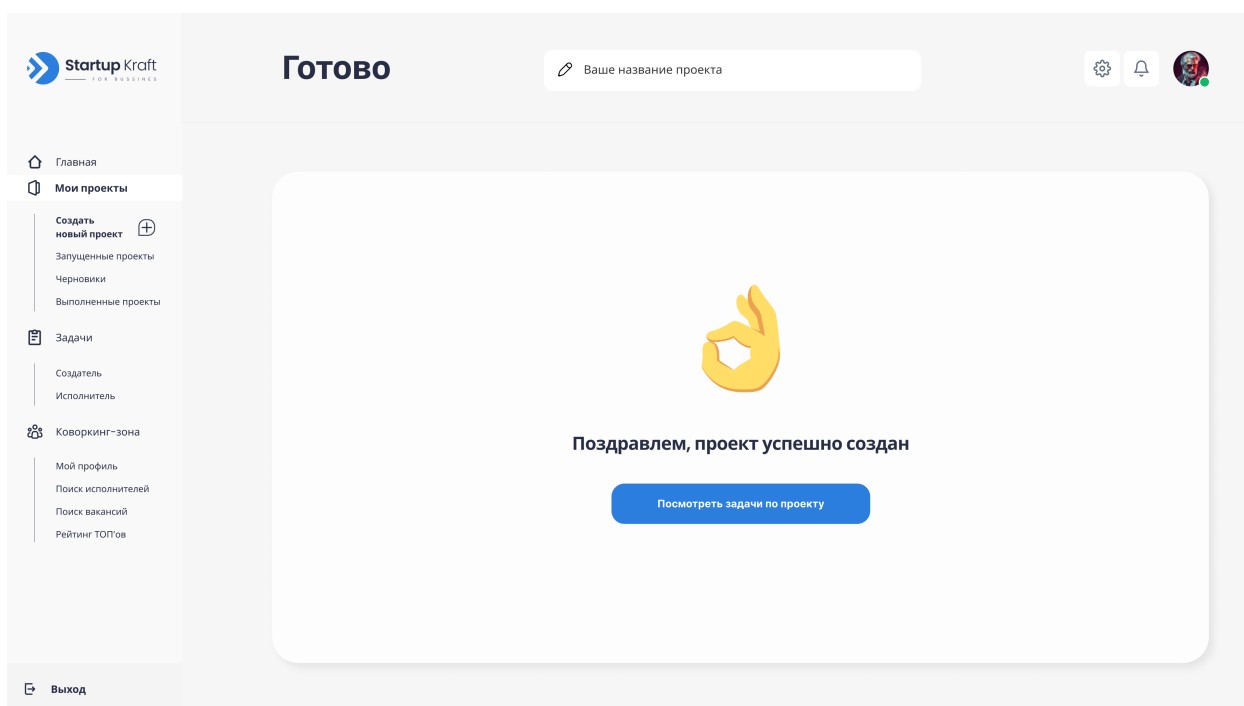 Startup Kraft
FOR BUSSINES
Готово
Ваше название проекта
Главная
Мои проекты
Создать
новый проект
Запущенные проекты
Черновики
Выполненные проекты
Задачи
Создатель
Исполнитель
Коворкинг-зона
Мой профиль
Поиск исполнителей
Поиск вакансий
Рейтинг ТОП'ов
Выход
Поздравлем, проект успешно создан
Посмотреть задачи по проекту